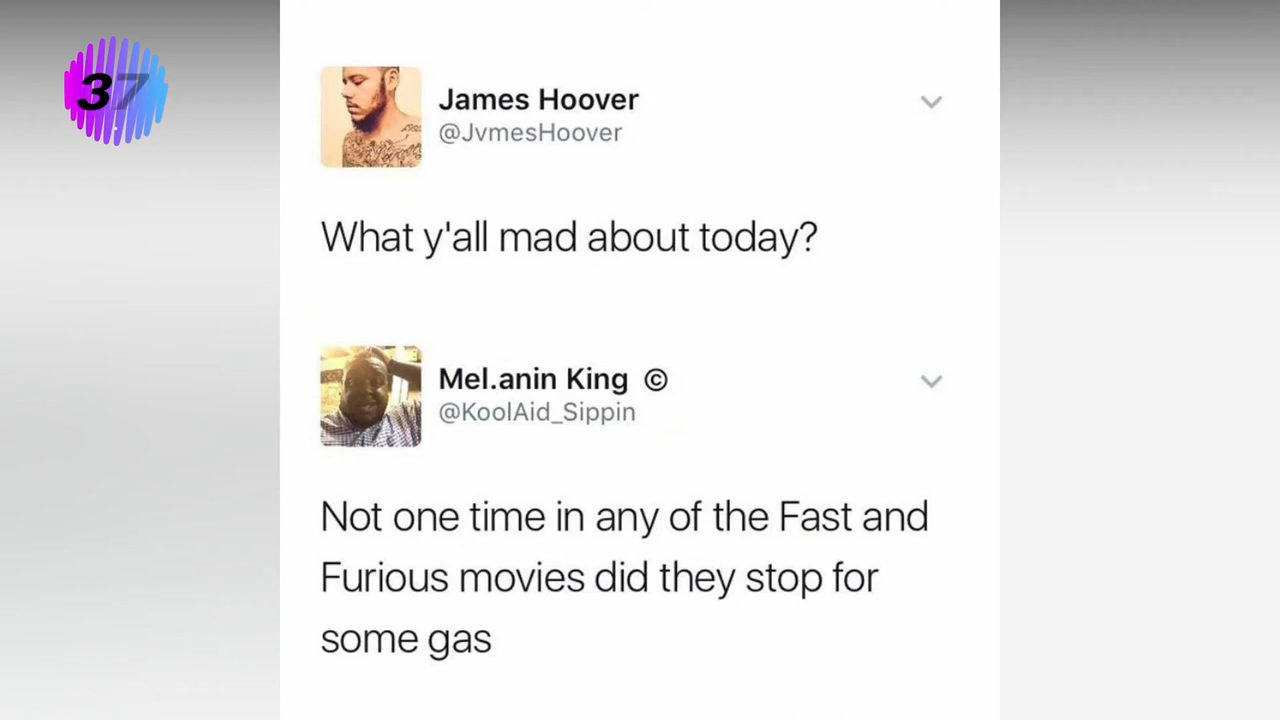 37
James Hoover
@JvmesHoover
What y'all mad about today?
Mel.anin King ©
@KoolAid_Sippin
Not one time in any of the Fast and
Furious movies did they stop for
some gas